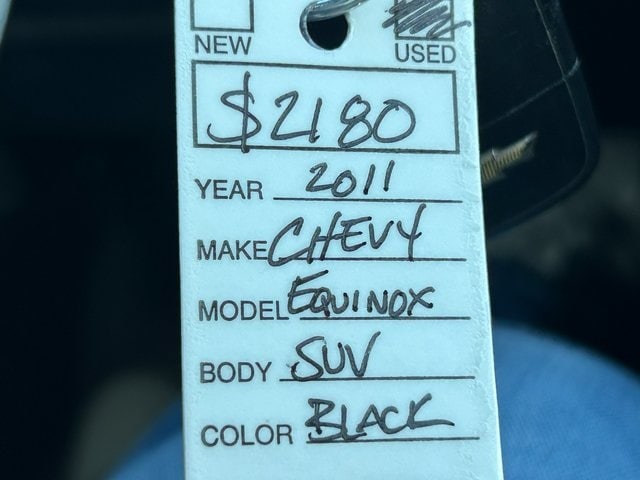 NEW USED
$2180
YEAR 2011
MAKE CHEVY
MODEL EQUINOX
BODY SUV
COLOR BLACK